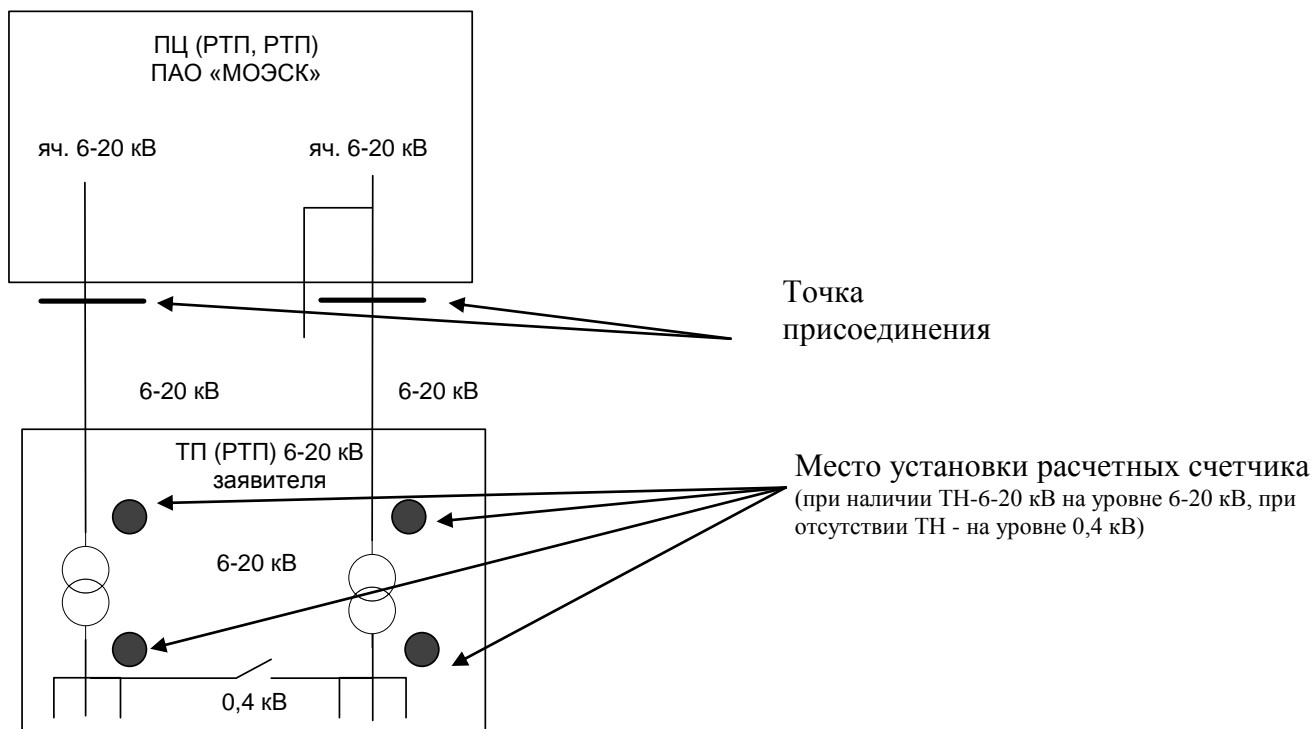 ПЦ (РТП, РТП)
ПАО «МОЭСК»
яч. 6-20 кВ
яч. 6-20 кВ
Точка
присоединения
6-20 кВ
6-20 кВ
ТП (РТП) 6-20 кВ
заявителя
Место установки расчетных счетчика
(при наличии ТН-6-20 кВ на уровне 6-20 кВ, при
отсутствии ТН - на уровне 0,4 кВ)
6-20 кВ
0,4 кВ